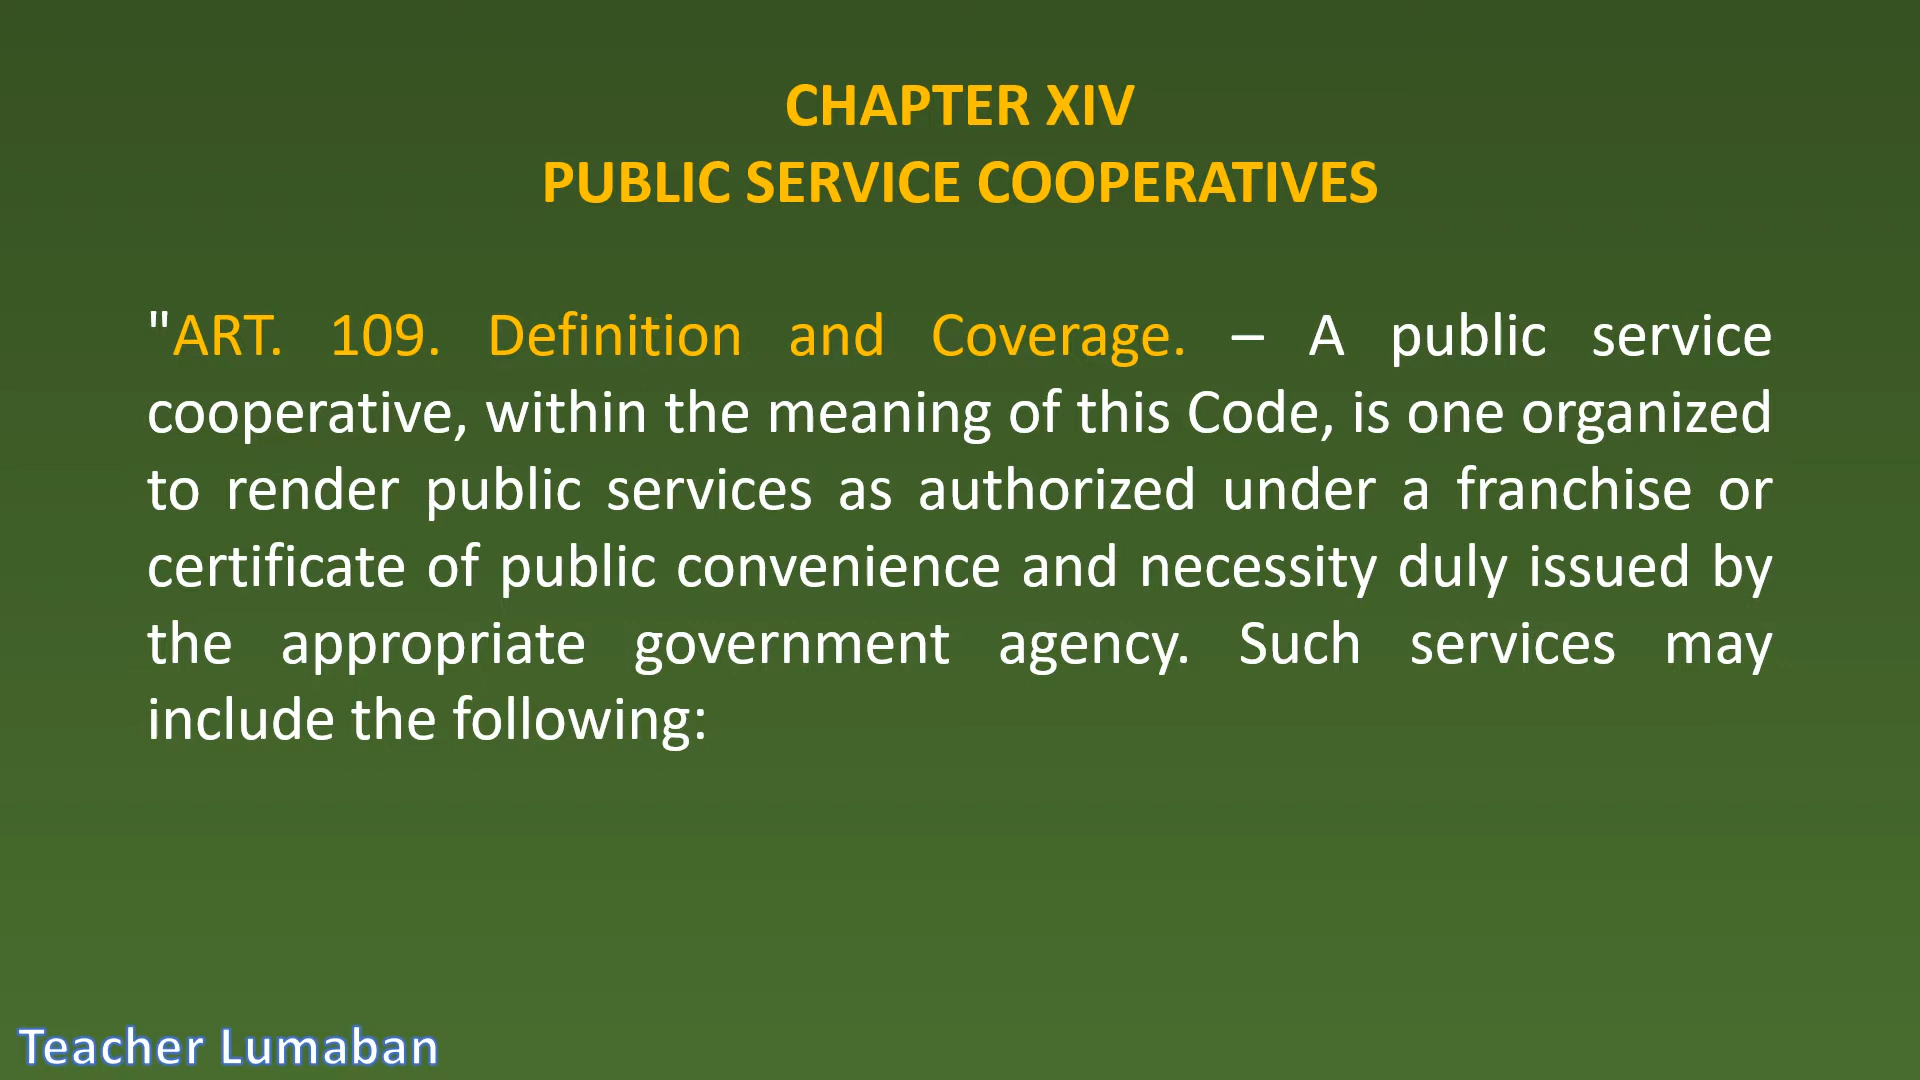 CHAPTER XIV
PUBLIC SERVICE COOPERATIVES
"ART. 109. Definition and Coverage. – A public service
cooperative, within the meaning of this Code, is one organized
to render public services as authorized under a franchise or
certificate of public convenience and necessity duly issued by
the appropriate government agency. Such services may
include the following:
Teacher Lumaban